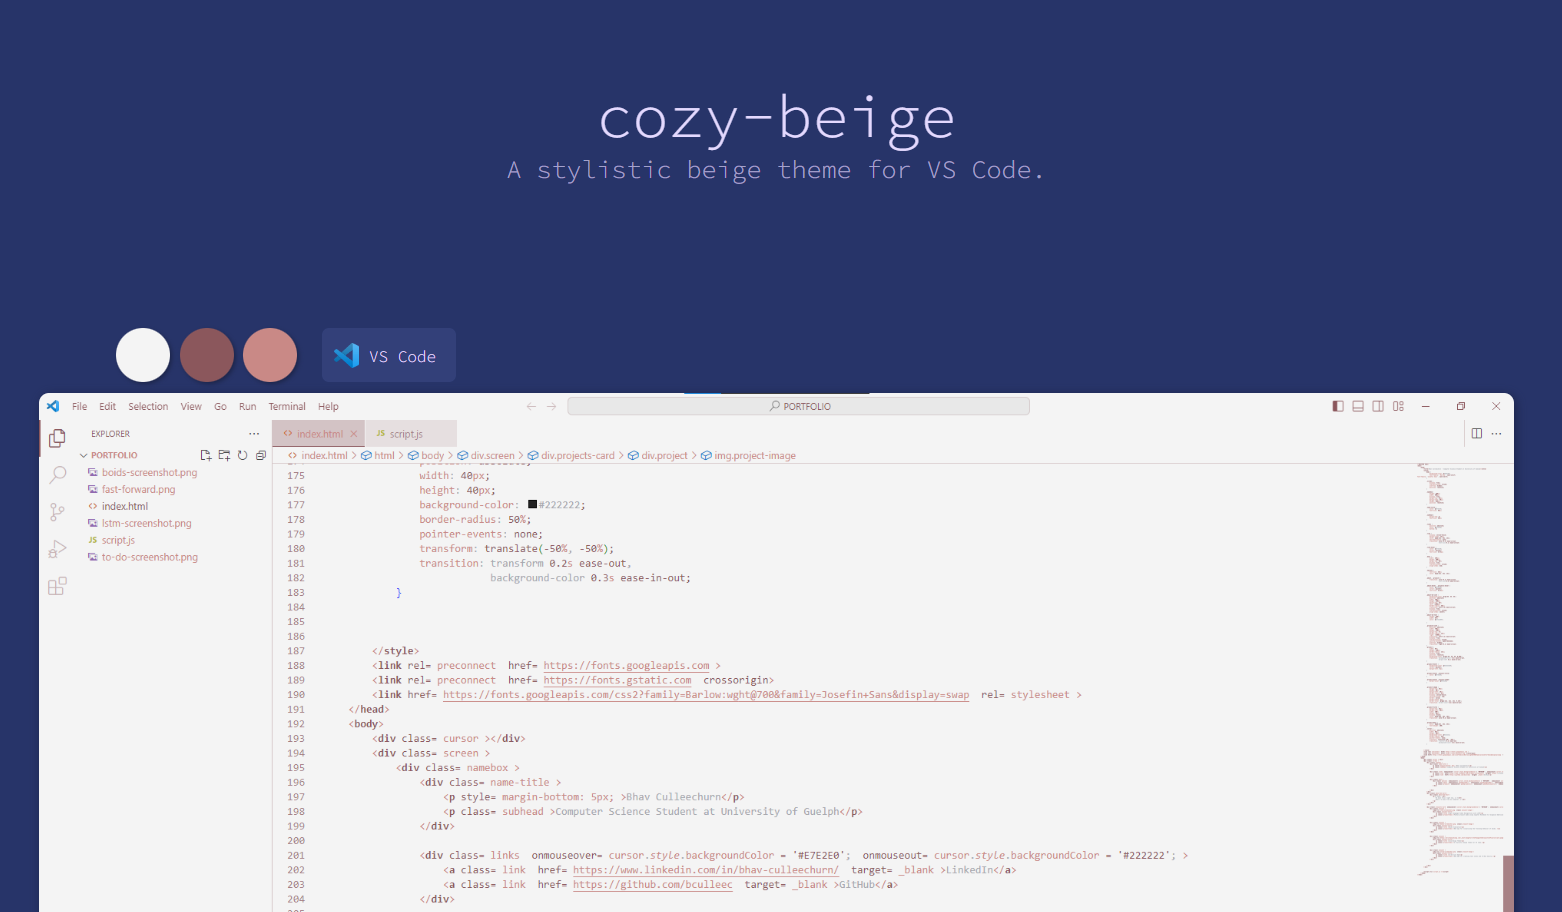 cozy-beige
A stylistic beige theme for VS Code.
VS Code
File Edit Selection View Go Run Terminal Help
PORTFOLIO
EXPLORER
index.html
JS script.js
PORTFOLIO
index.html > html > body > div.screen > div.projects-card > div.project > img.project-image
boids-screenshot.png
fast-forward.png
index.html
lstm-screenshot.png
JS script.js
to-do-screenshot.png
175 width: 40px;
176 height: 40px;
177 background-color: #222222;
178 border-radius: 50%;
179 pointer-events: none;
180 transform: translate(-50%, -50%);
181 transition: transform 0.2s ease-out,
182 background-color 0.3s ease-in-out;
183 }
184
185
186
187 </style>
188 <link rel= preconnect href= https://fonts.googleapis.com >
189 <link rel= preconnect href= https://fonts.gstatic.com crossorigin>
190 <link href= https://fonts.googleapis.com/css2?family=Barlow:wght@700&family=Josefin+Sans&display=swap rel= stylesheet >
191 </head>
192 <body>
193 <div class= cursor ></div>
194 <div class= screen >
195 <div class= namebox >
196 <div class= name-title >
197 <p style= margin-bottom: 5px; >Bhav Culleechurn</p>
198 <p class= subhead >Computer Science Student at University of Guelph</p>
199 </div>
200
201 <div class= links onmouseover= cursor.style.backgroundColor = '#E7E2E0'; onmouseout= cursor.style.backgroundColor = '#222222'; >
202 <a class= link href= https://www.linkedin.com/in/bhav-culleechurn/ target= _blank >LinkedIn</a>
203 <a class= link href= https://github.com/bculleec target= _blank >GitHub</a>
204 </div>